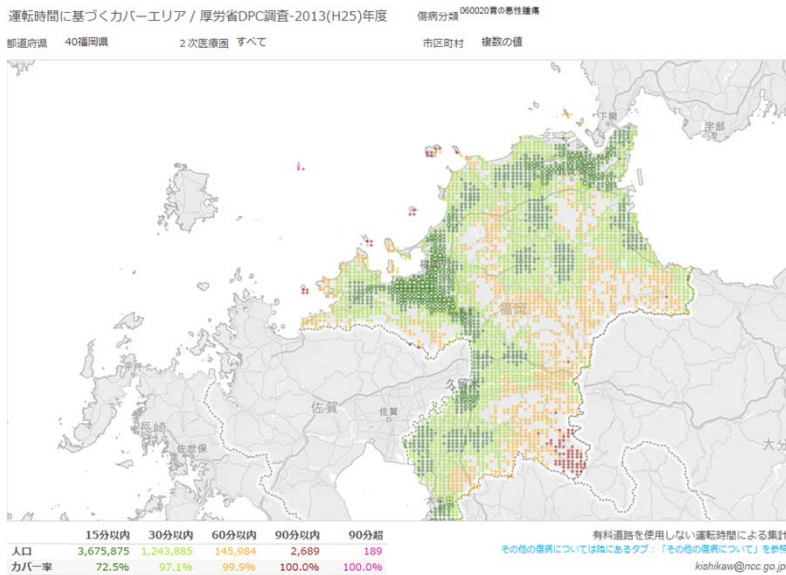 運転時間に基づくカバーエリア / 厚労省DPC調査-2013(H25)年度
傷病分類 060020胃の悪性腫瘍
都道府県 40福岡県 2次医療圏 すべて 市区町村 複数の値
下関
宇部
福岡
久留
佐賀
佐賀
平戸
長崎
佐世保
大分
15分以内 30分以内 60分以内 90分以内 90分超
人口 3,675,875 1,243,885 145,984 2,689 189
カバー率 72.5% 97.1% 99.9% 100.0% 100.0%
有料道路を使用しない運転時間による集計
その他の傷病については隣にあるタブ：「その他の傷病について」を参照
kishikaw@ncc.go.jp